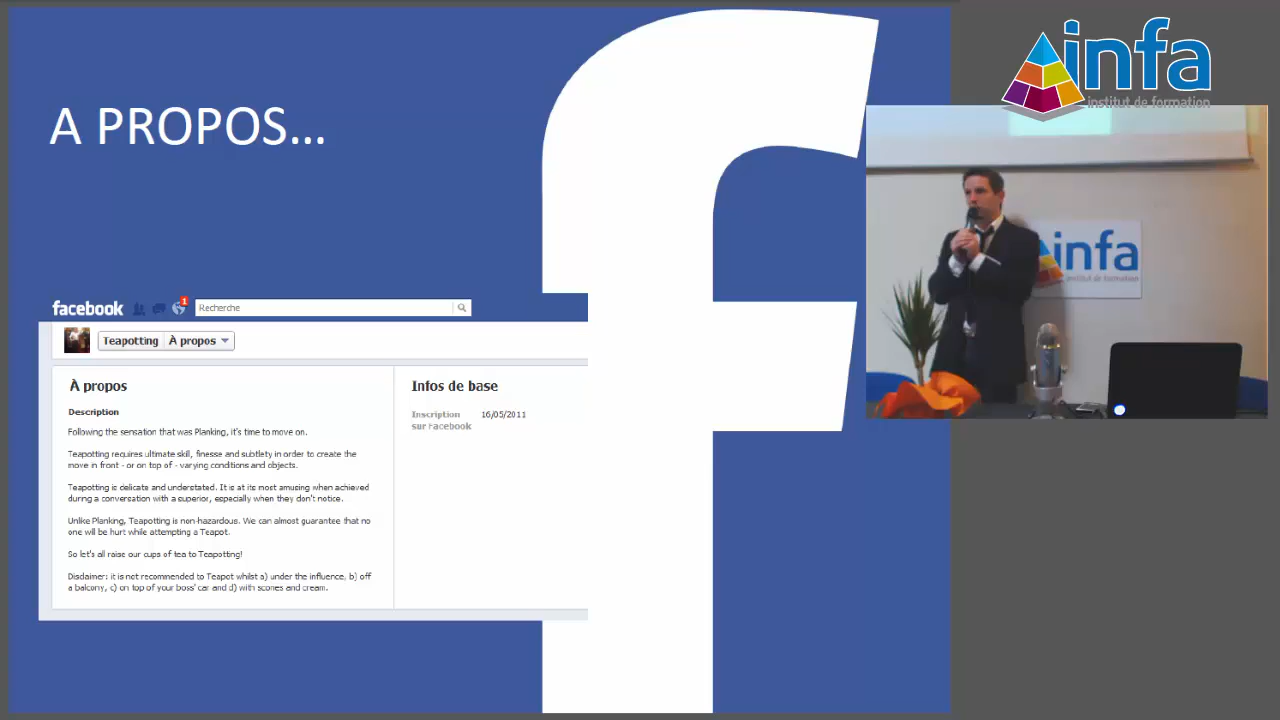 A PROPOS...
facebook
1
Recherche
Teapotting
À propos
À propos
Description
Following the sensation that was Planking, it's time to move on.
Teapotting requires ultimate skill, finesse and subtlety in order to create the
move in front - or on top of - varying conditions and objects.
Teapotting is delicate and understated. It is at its most amusing when achieved
during a conversation with a superior, especially when they don't notice.
Unlike Planking, Teapotting is non-hazardous. We can almost guarantee that no
one will be hurt while attempting a Teapot.
So let's all raise our cups of tea to Teapotting!
Disclaimer: it is not recommended to Teapot whilst a) under the influence, b) off
a balcony, c) on top of your boss' car and d) with scones and cream.
Infos de base
Inscription
sur Facebook
16/05/2011
f
infa
institut de formation
infa
institut de formation